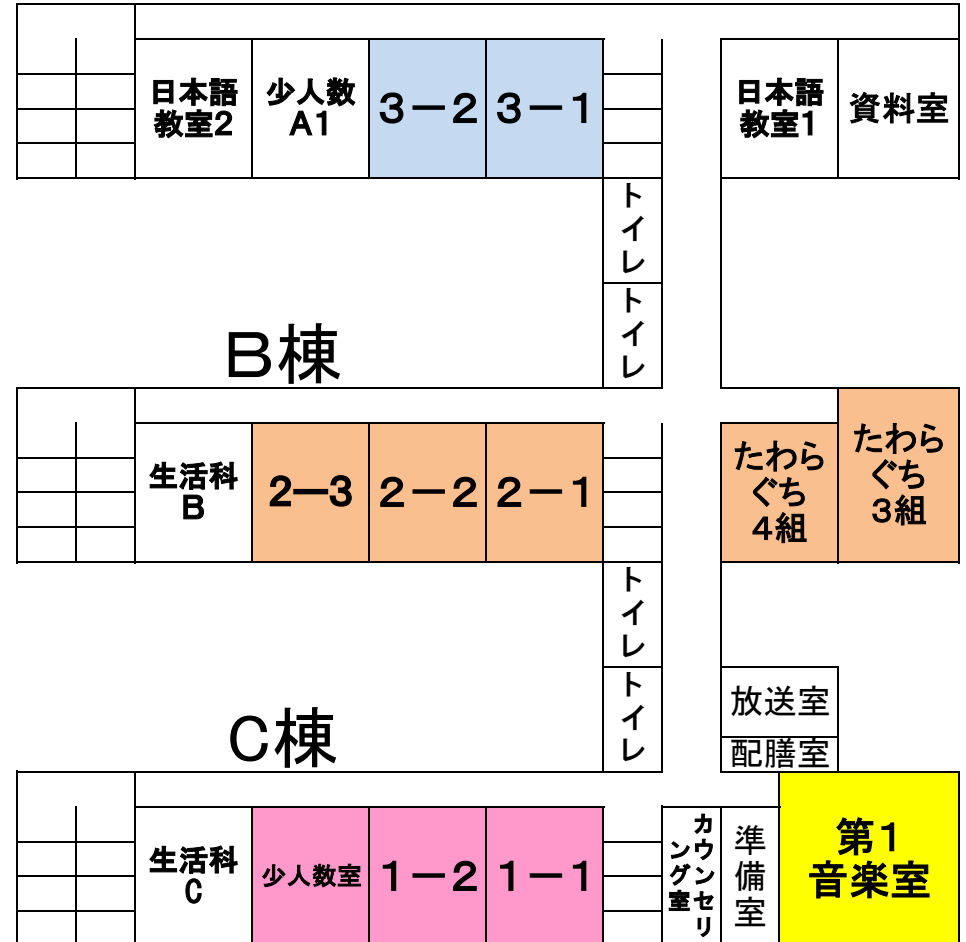 日本語
教室2
少人数
A1
3－2
3－1
日本語
教室1
資料室
トイレ
トイレ
B棟
生活科
B
2―3
2－2
2－1
たわら
ぐち
4組
たわら
ぐち
3組
トイレ
トイレ
放送室
配膳室
C棟
生活科
C
少人数室
1－2
1－1
カウンセリ
ング室
準備室
第1
音楽室